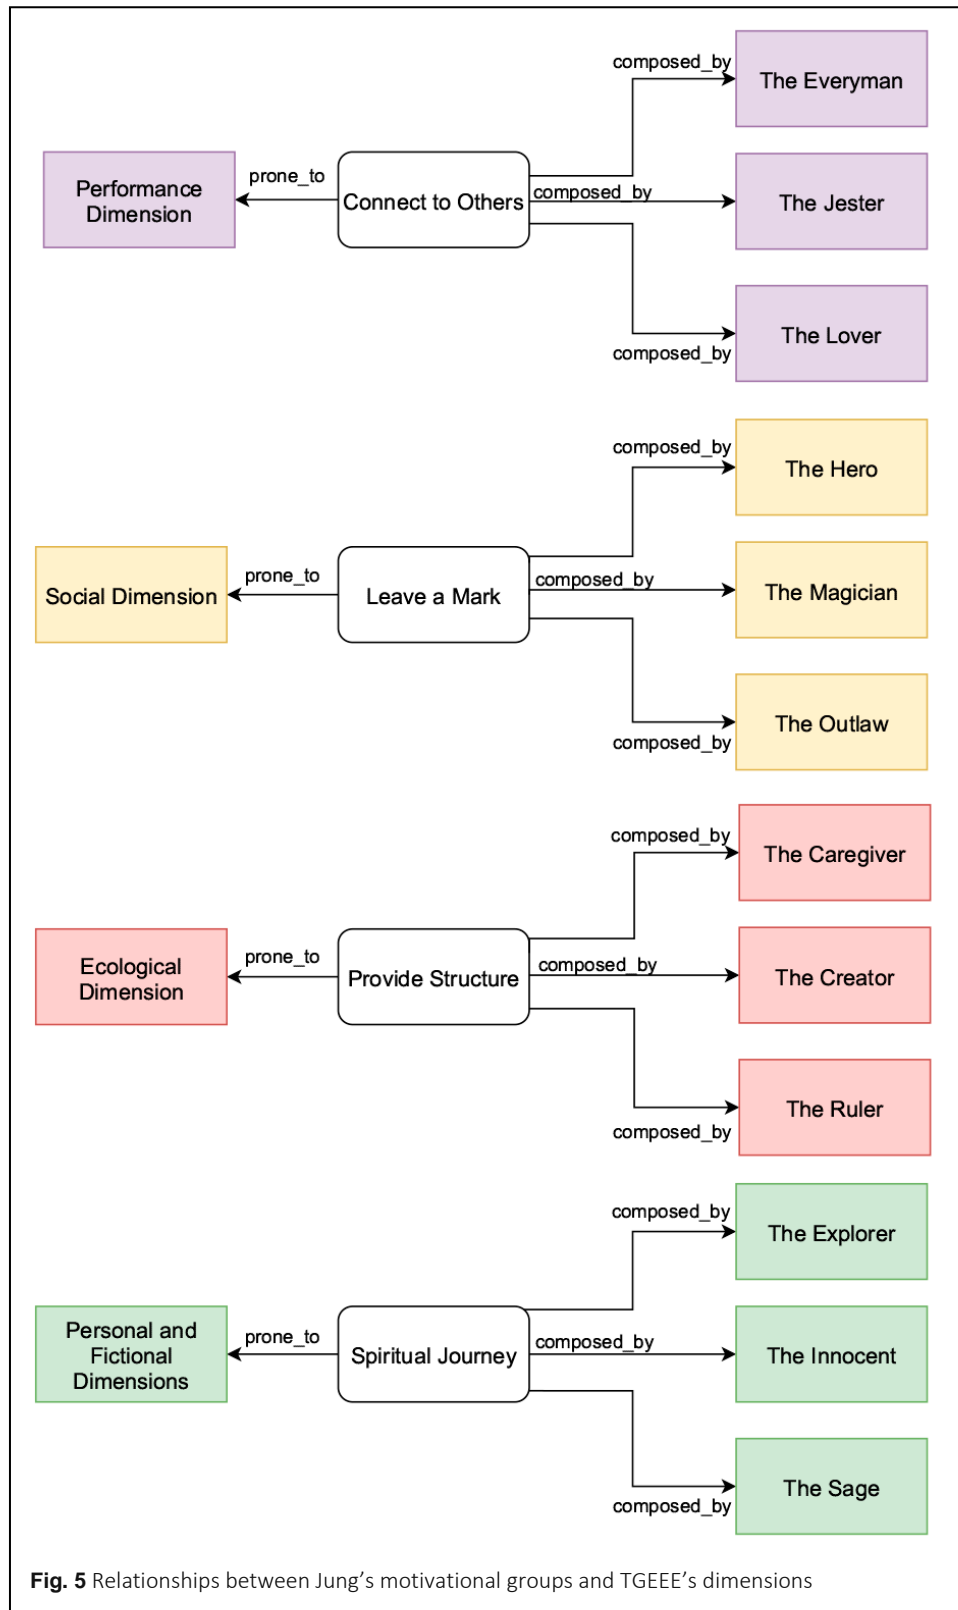 composed_by
The Everyman
Performance
Dimension
prone_to
Connect to Others
composed_by
The Jester
The Lover
composed_by
composed_by
The Hero
Social Dimension
prone_to
Leave a Mark
composed_by
The Magician
The Outlaw
composed_by
composed_by
The Caregiver
Ecological
Dimension
prone_to
Provide Structure
composed_by
The Creator
The Ruler
composed_by
composed_by
The Explorer
Personal and
Fictional
Dimensions
prone_to
Spiritual Journey
composed_by
The Innocent
The Sage
composed_by
Fig. 5 Relationships between Jung’s motivational groups and TGEEE’s dimensions